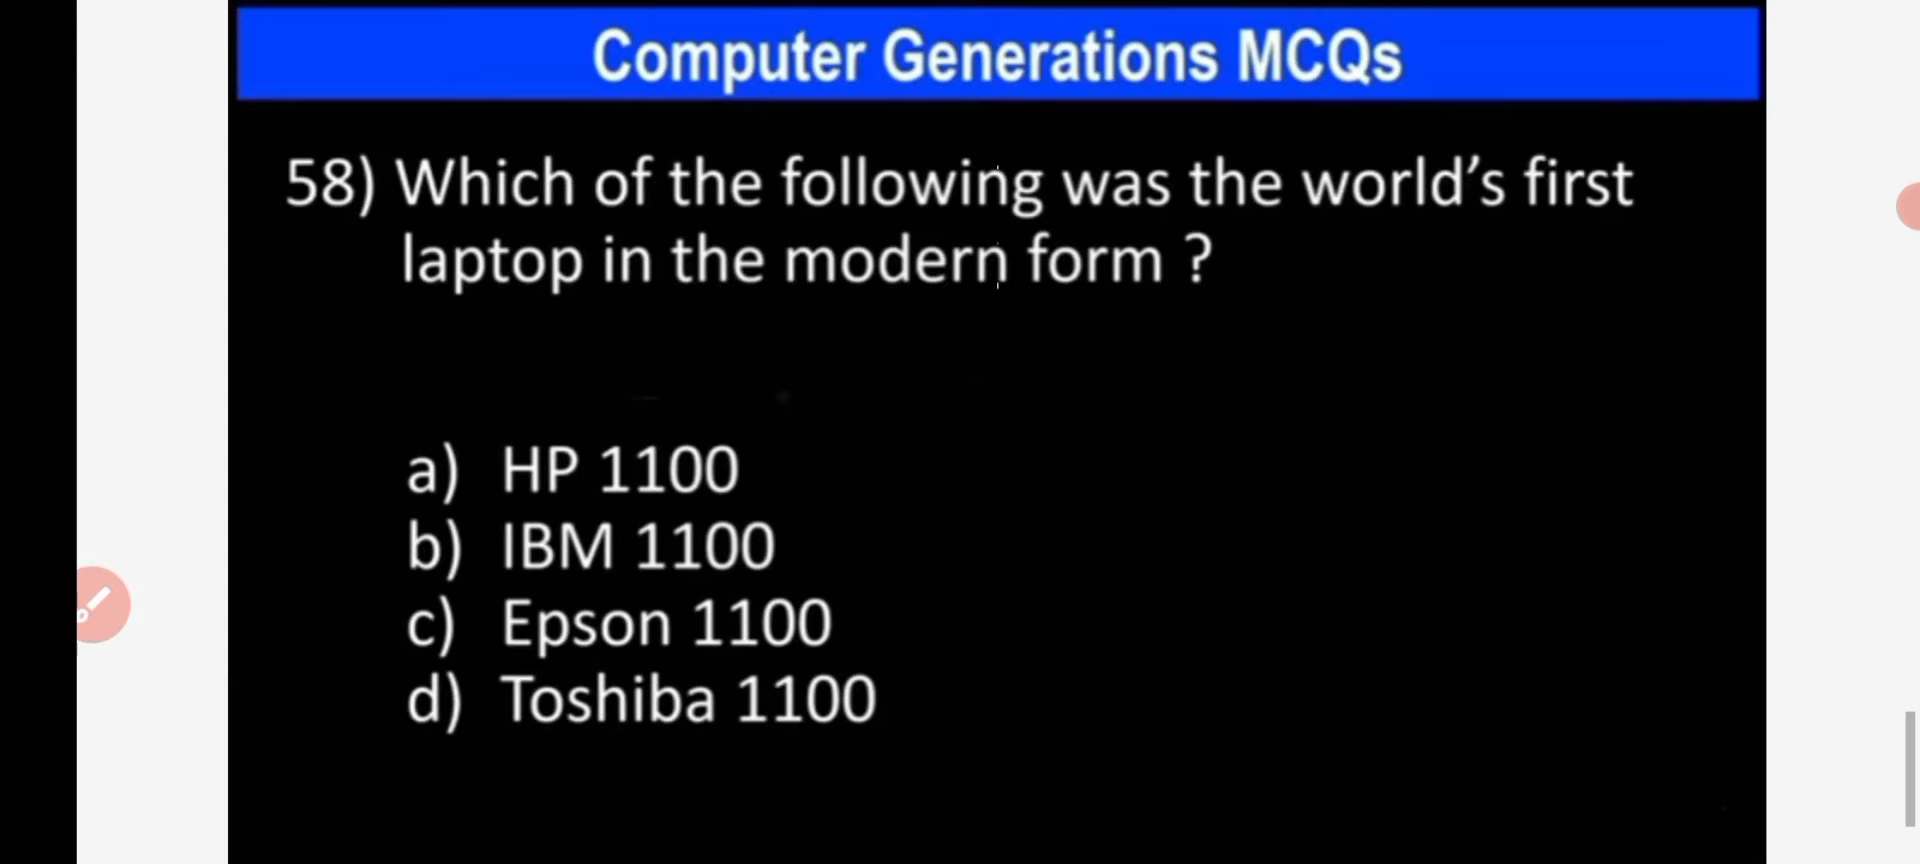 Computer Generations MCQs
58) Which of the following was the world’s first
laptop in the modern form ?
a) HP 1100
b) IBM 1100
c) Epson 1100
d) Toshiba 1100